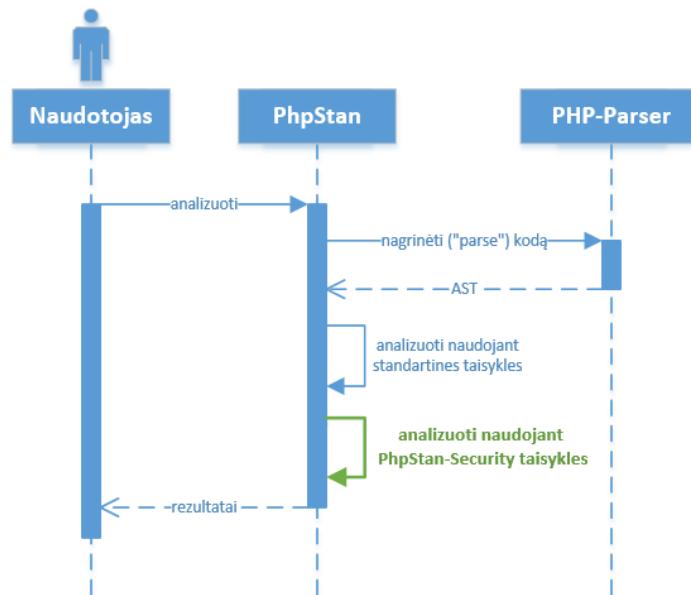 Naudotojas
PhpStan
PHP-Parser
analizuoti
nagrinėti ("parse") kodą
AST
analizuoti naudojant
standartines taisykles
analizuoti naudojant
PhpStan-Security taisykles
rezultatai